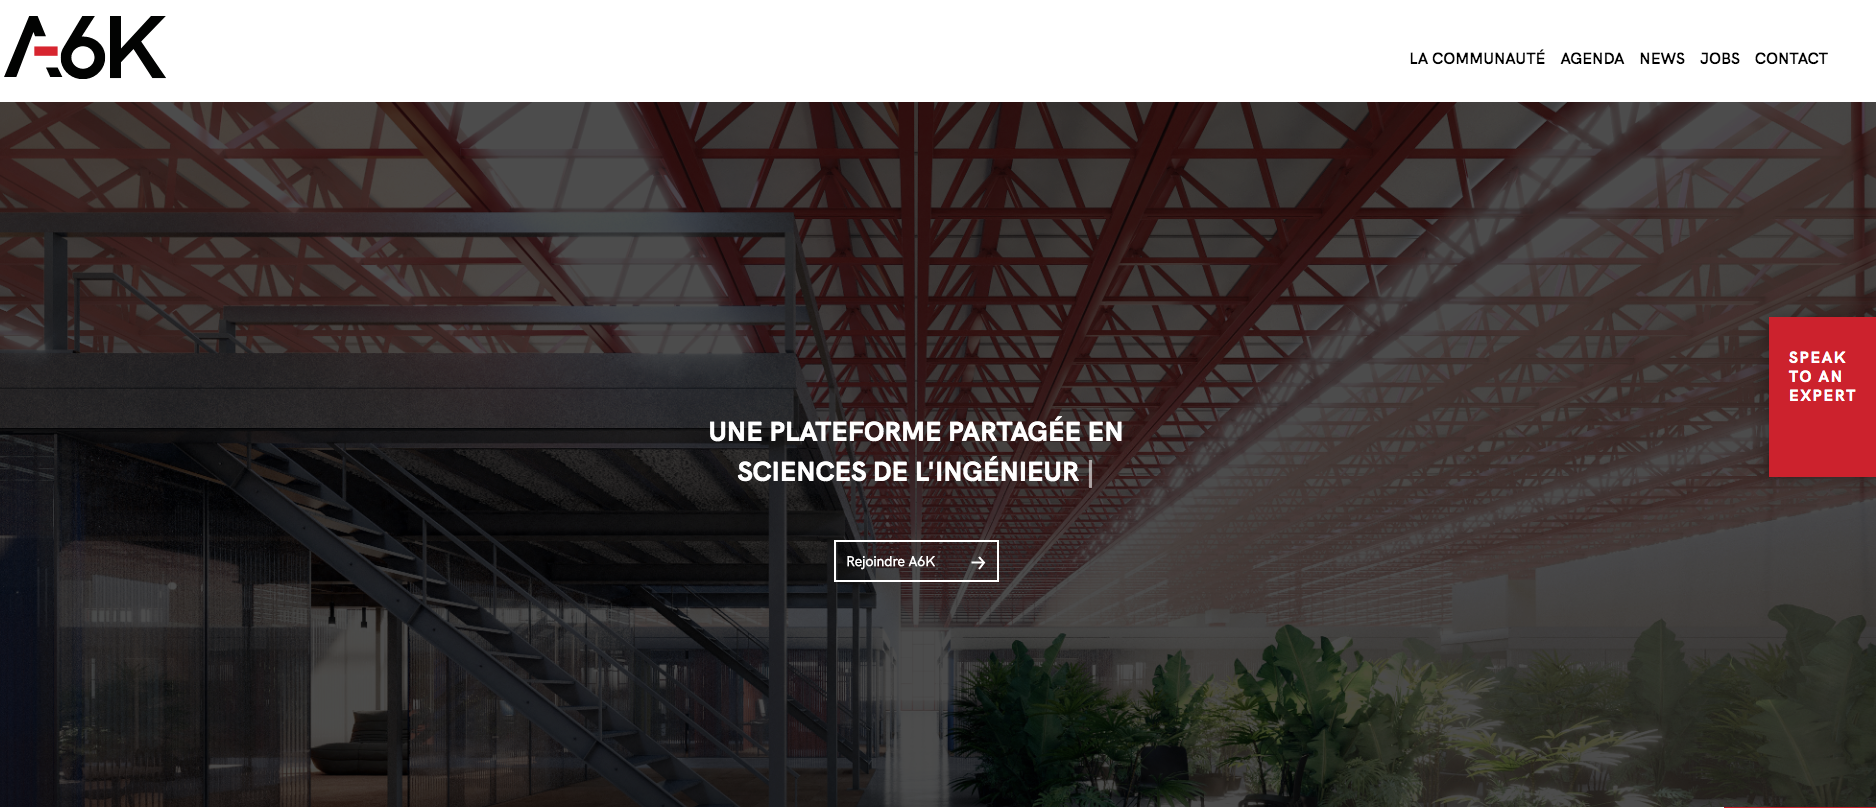 A6K
LA COMMUNAUTÉ AGENDA NEWS JOBS CONTACT
UNE PLATEFORME PARTAGÉE EN
SCIENCES DE L'INGÉNIEUR |
Rejoindre A6K →
SPEAK
TO AN
EXPERT